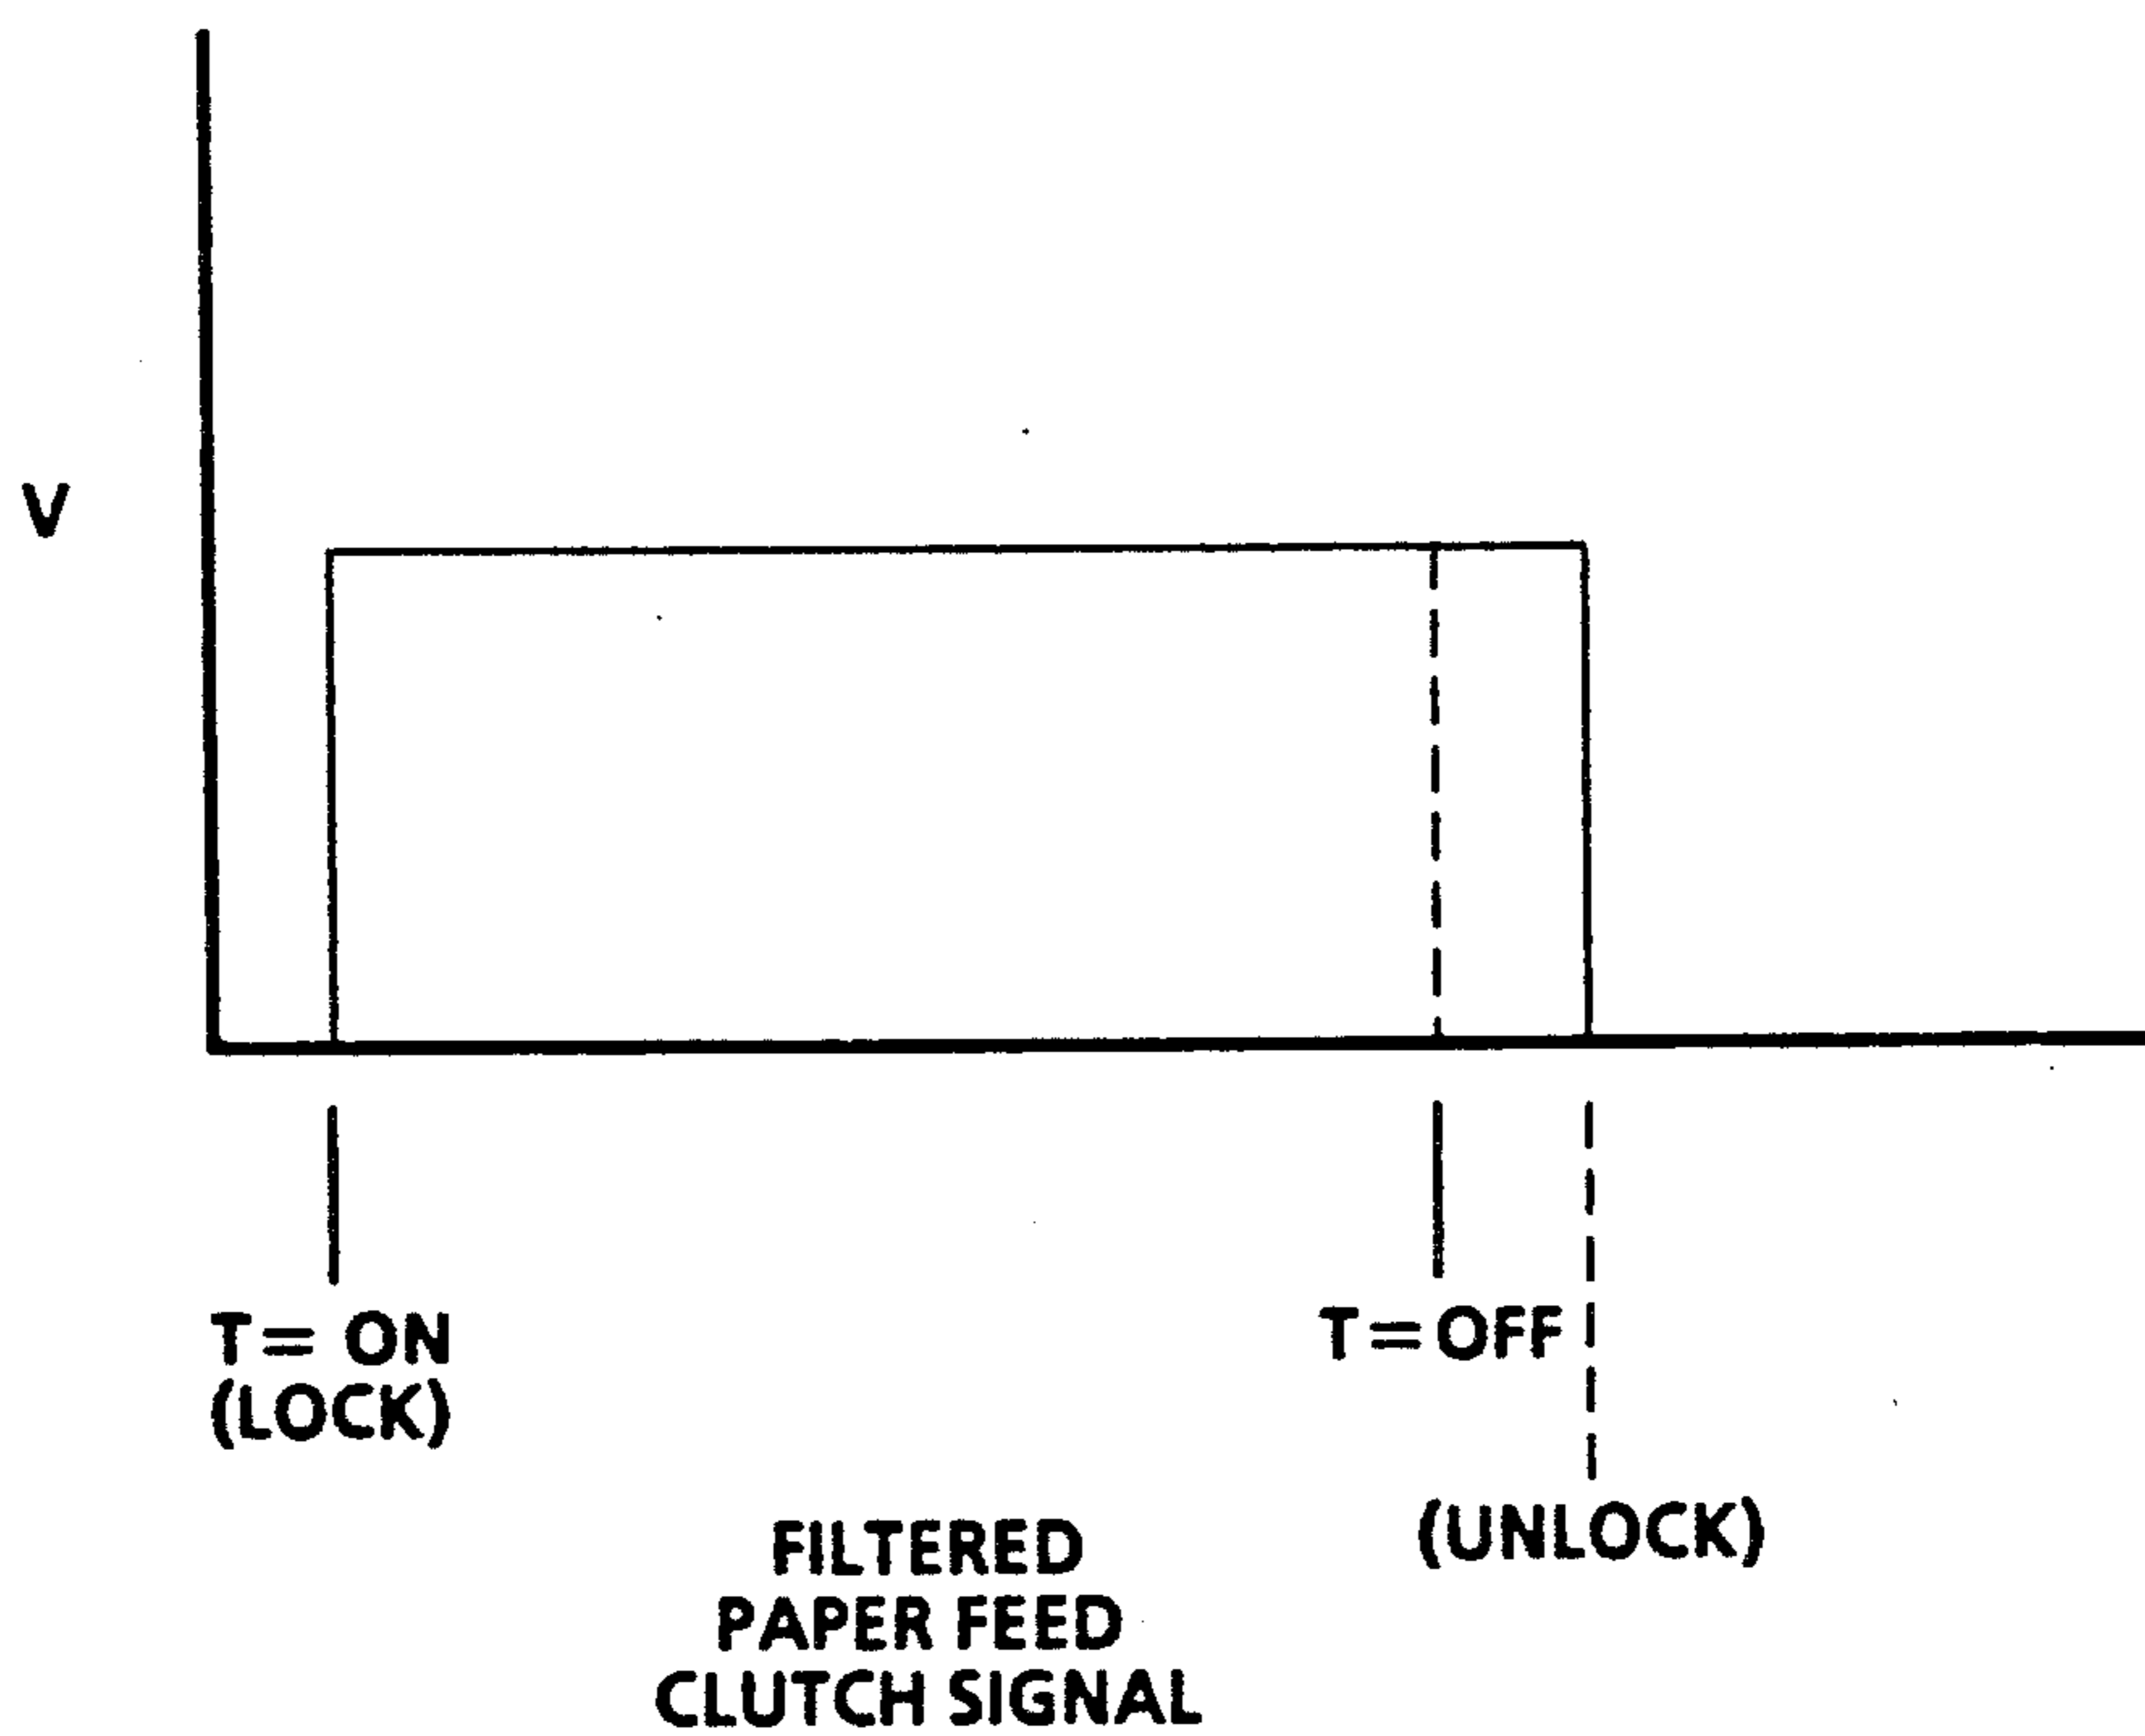 V
T= ON
(LOCK)
T=OFF
(UNLOCK)
FILTERED
PAPER FEED
CLUTCH SIGNAL